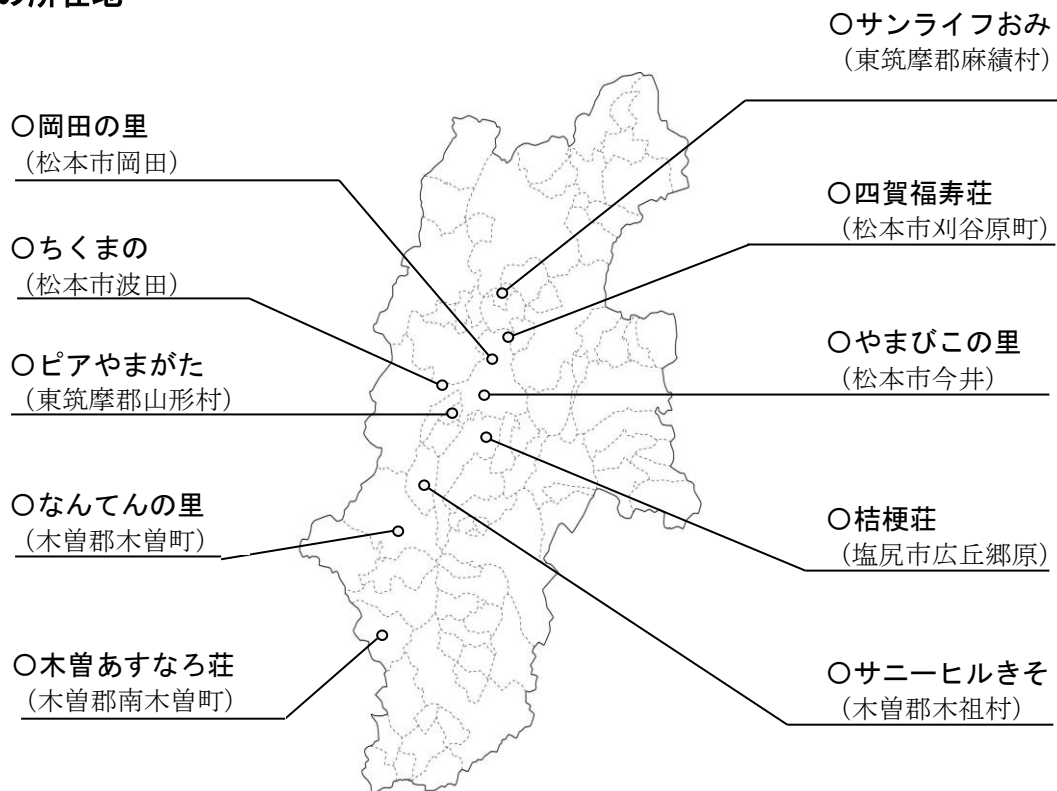 の所在地
○サンライフおみ
（東筑摩郡麻績村）
○岡田の里
（松本市岡田）
○四賀福寿荘
（松本市刈谷原町）
○ちくまの
（松本市波田）
○やまびこの里
（松本市今井）
○ピアやまがた
（東筑摩郡山形村）
○なんてんの里
（木曽郡木曽町）
○桔梗荘
（塩尻市広丘郷原）
○木曽あすなろ荘
（木曽郡南木曽町）
○サニーヒルきそ
（木曽郡木祖村）